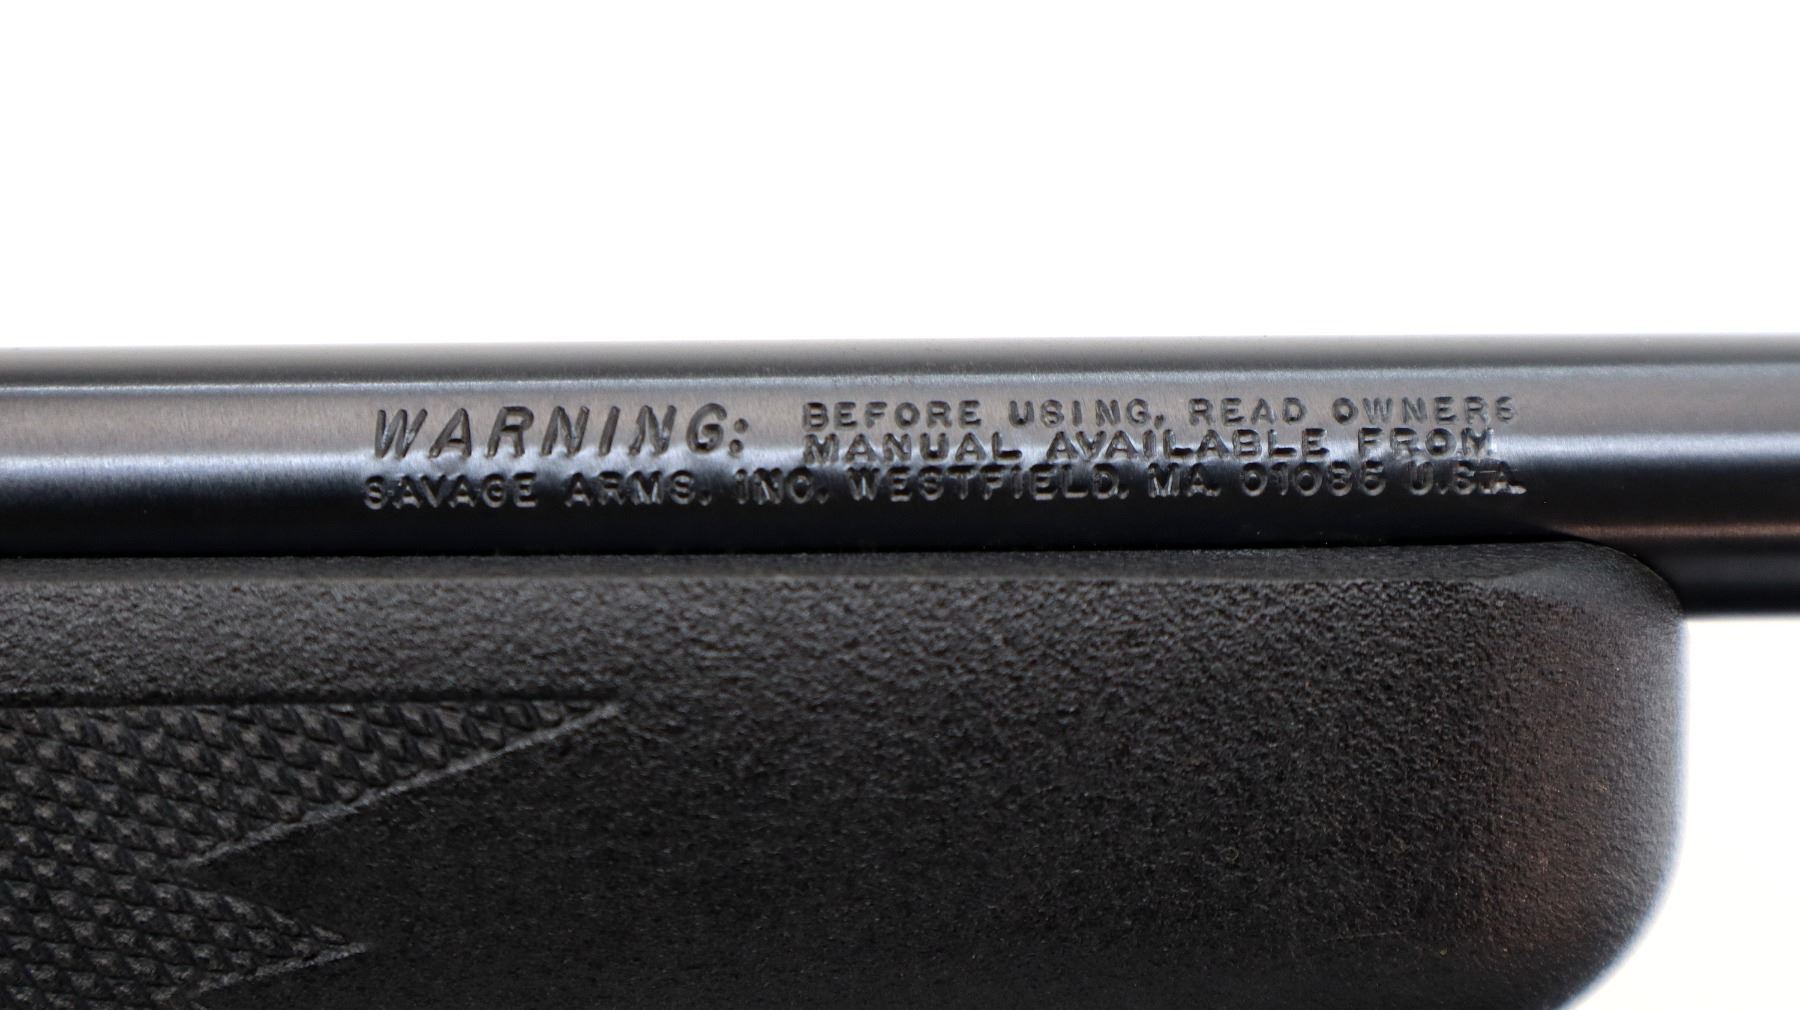 WARNING: BEFORE USING, READ OWNERS
MANUAL AVAILABLE FROM
SAVAGE ARMS, INC. WESTFIELD, MA. 01085 U.S.A.